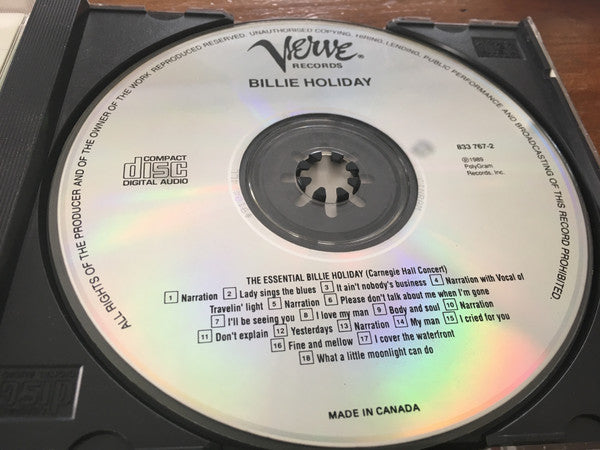 ALL RIGHTS OF THE PRODUCER AND OF THE OWNER OF THE WORK REPRODUCED RESERVED. UNAUTHORISED COPYING, HIRING, LENDING, PUBLIC PERFORMANCE AND BROADCASTING OF THIS RECORD PROHIBITED.
Verve®
RECORDS
BILLIE HOLIDAY
COMPACT
disc
DIGITAL AUDIO
833 767-2
℗1989
PolyGram
Records, Inc.
THE ESSENTIAL BILLIE HOLIDAY (Carnegie Hall Concert)
1 Narration 2 Lady sings the blues 3 It ain't nobody's business 4 Narration with Vocal of
Travelin' light 5 Narration 6 Please don't talk about me when I'm gone
7 I'll be seeing you 8 I love my man 9 Body and soul 10 Narration
11 Don't explain 12 Yesterdays 13 Narration 14 My man 15 I cried for you
16 Fine and mellow 17 I cover the waterfront
18 What a little moonlight can do
MADE IN CANADA